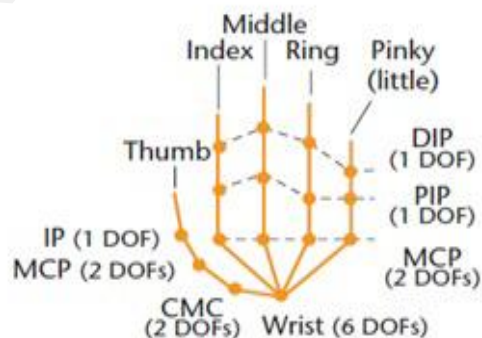 Middle
Index Ring Pinky
(little)
Thumb
DIP
(1 DOF)
PIP
(1 DOF)
IP (1 DOF)
MCP (2 DOFs)
MCP
(2 DOFs)
CMC
(2 DOFs)
Wrist (6 DOFs)